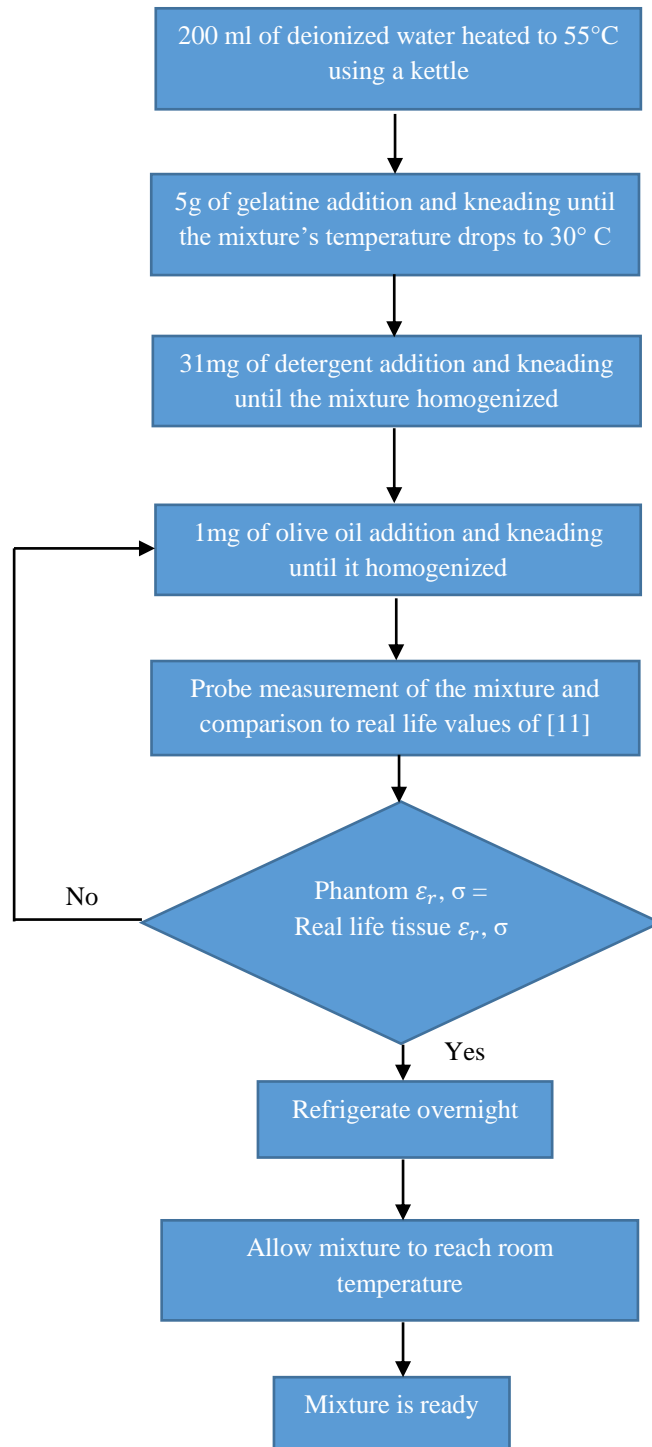 200 ml of deionized water heated to 55°C
using a kettle
5g of gelatine addition and kneading until
the mixture’s temperature drops to 30° C
31mg of detergent addition and kneading
until the mixture homogenized
1mg of olive oil addition and kneading
until it homogenized
Probe measurement of the mixture and
comparison to real life values of [11]
Phantom 𝜀𝑟, σ =
Real life tissue 𝜀𝑟, σ
No
Yes
Refrigerate overnight
Allow mixture to reach room
temperature
Mixture is ready